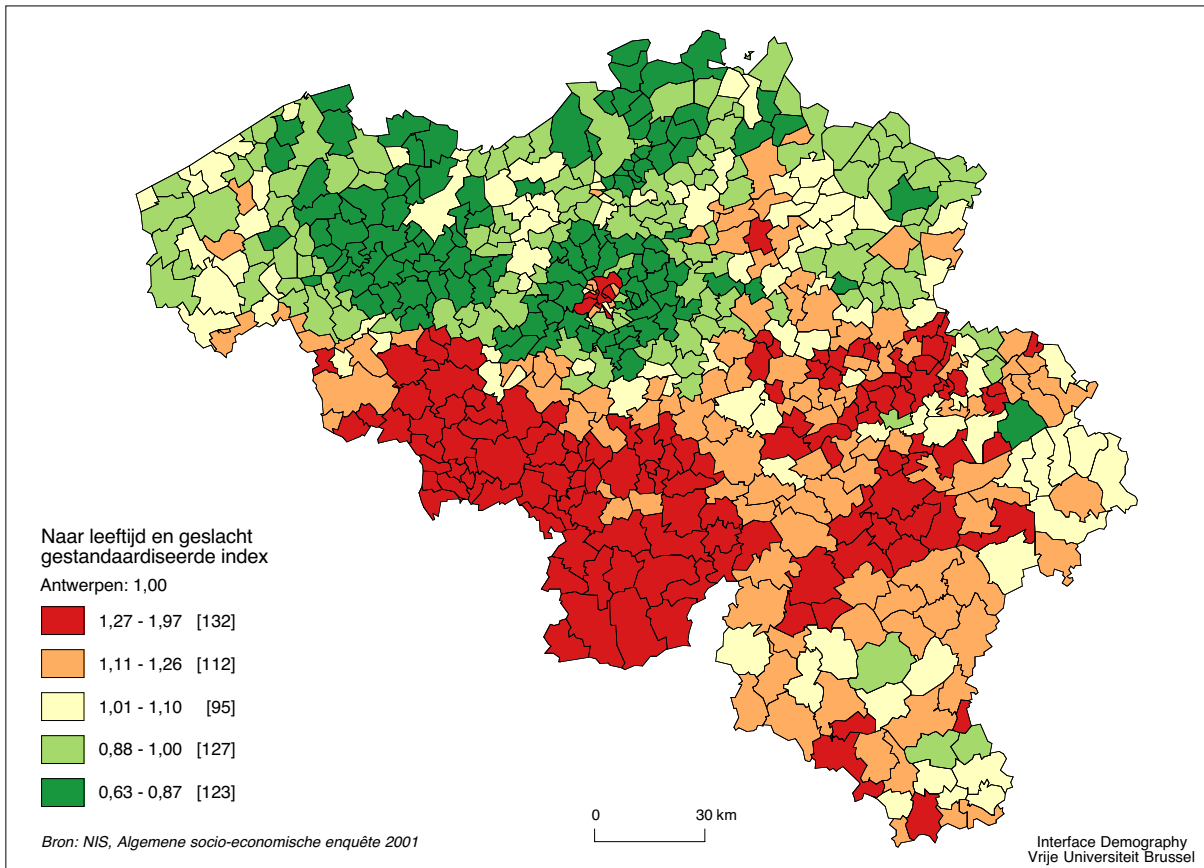 Naar leeftijd en geslacht
gestandaardiseerde index
Antwerpen: 1,00
1,27 - 1,97 [132]
1,11 - 1,26 [112]
1,01 - 1,10 [95]
0,88 - 1,00 [127]
0,63 - 0,87 [123]
0 30 km
Bron: NIS, Algemene socio-economische enquête 2001
Interface Demography
Vrije Universiteit Brussel